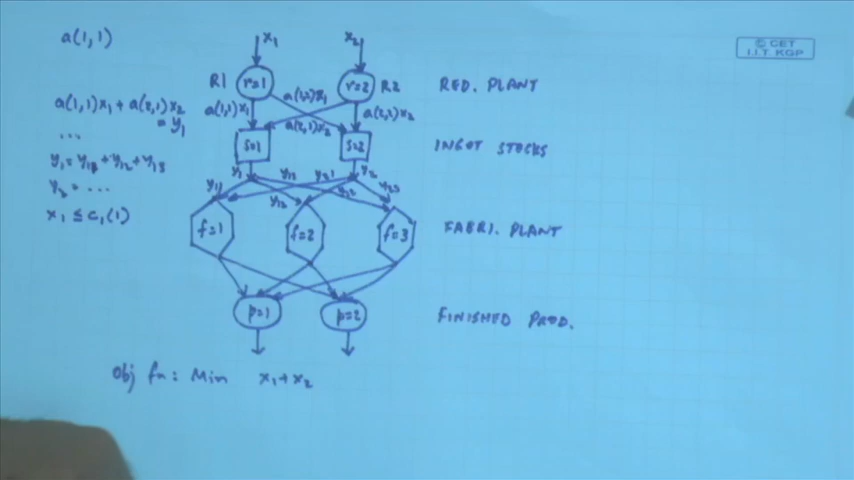 a(1,1)
x₁ x₂
© CET
I.I.T. KGP
R1 r=1 r=2 R2 RED. PLANT
a(1,2)x₁
a(1,1)x₁ a(2,2)x₂
a(2,1)x₂
a(1,1)x₁ + a(2,1)x₂
= y₁
...
s=1 s=2 INGOT STOCKS
y₁ = y₁₁ + y₁₂ + y₁₃
y₁ y₁₃ y₂₁ y₂
y₂ = ...
y₁₁ y₁₂ y₂₂ y₂₃
x₁ ≤ c₁(1)
f=1 f=2 f=3 FABRI. PLANT
p=1 p=2 FINISHED PROD.
Obj fn: Min x₁+x₂